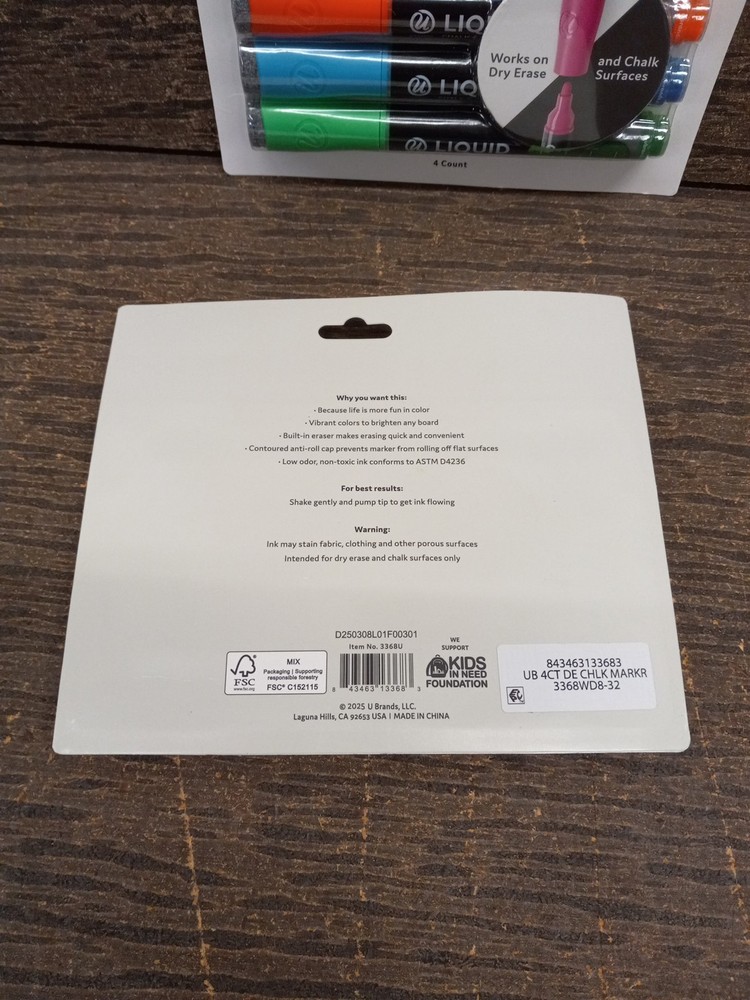 LIQU
Works on
Dry Erase
and Chalk
Surfaces
LIQ
LIQUID
4 Count
Why you want this:
· Because life is more fun in color
· Vibrant colors to brighten any board
· Built-in eraser makes erasing quick and convenient
· Contoured anti-roll cap prevents marker from rolling off flat surfaces
· Low odor, non-toxic ink conforms to ASTM D4236
For best results:
Shake gently and pump tip to get ink flowing
Warning:
Ink may stain fabric, clothing and other porous surfaces
Intended for dry erase and chalk surfaces only
D250308L01F00301
Item No. 3368U
FSC
www.fsc.org
MIX
Packaging | Supporting
responsible forestry
FSC® C152115
8 43463 13368 3
WE
SUPPORT
KIDS
IN NEED
FOUNDATION
843463133683
UB 4CT DE CHLK MARKR
3368WD8-32
© 2025 U Brands, LLC.
Laguna Hills, CA 92653 USA | MADE IN CHINA